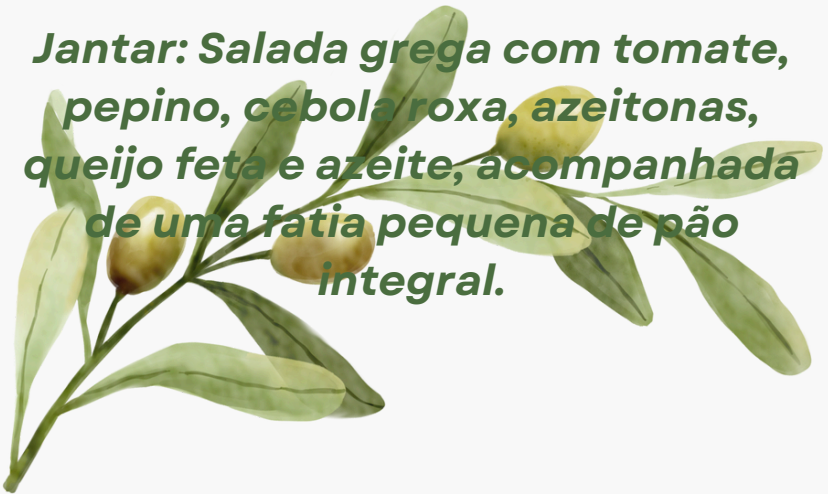 Jantar: Salada grega com tomate,
pepino, cebola roxa, azeitonas,
queijo feta e azeite, acompanhada
de uma fatia pequena de pão
integral.